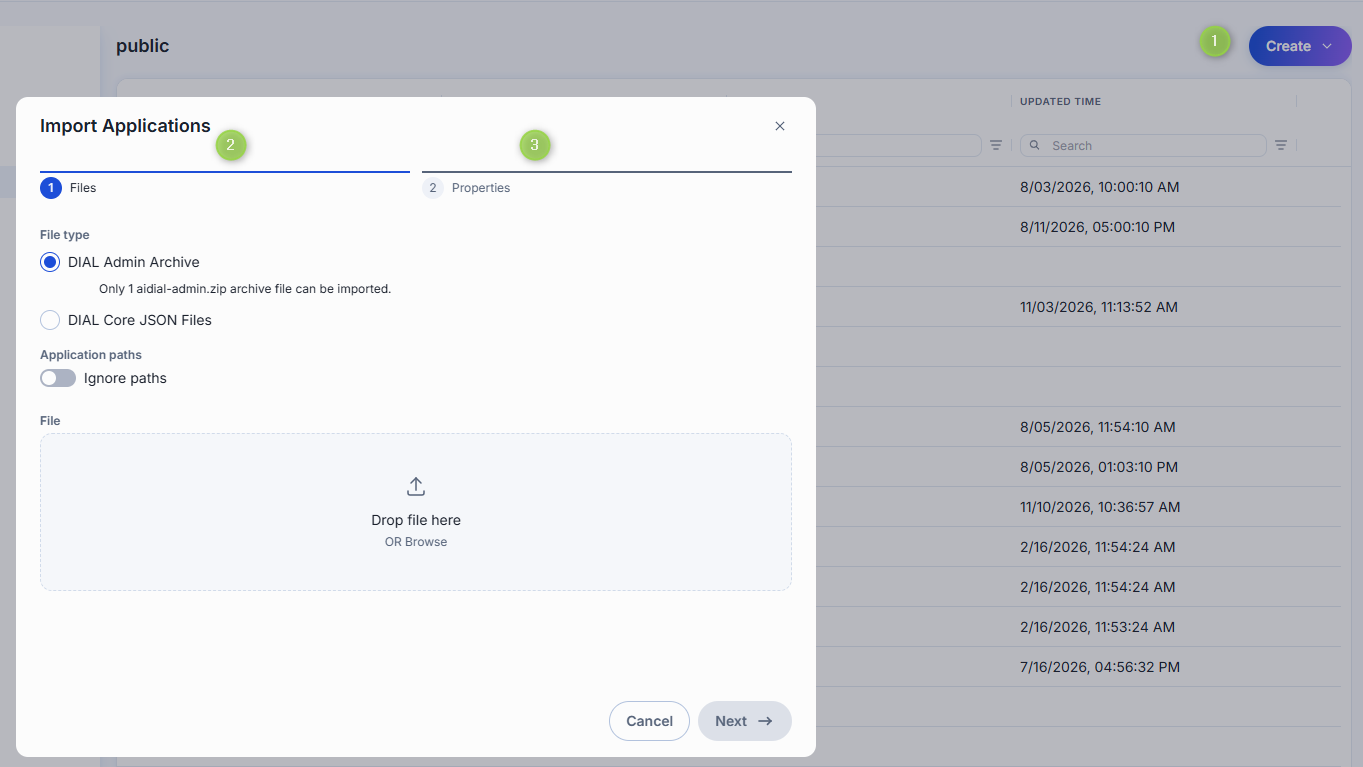 public
1
Create
UPDATED TIME
Search
Import Applications
2
3
1 Files
2 Properties
File type
DIAL Admin Archive
Only 1 aidial-admin.zip archive file can be imported.
DIAL Core JSON Files
Application paths
Ignore paths
File
Drop file here
OR Browse
Cancel
Next
8/03/2026, 10:00:10 AM
8/11/2026, 05:00:10 PM
11/03/2026, 11:13:52 AM
8/05/2026, 11:54:10 AM
8/05/2026, 01:03:10 PM
11/10/2026, 10:36:57 AM
2/16/2026, 11:54:24 AM
2/16/2026, 11:54:24 AM
2/16/2026, 11:53:24 AM
7/16/2026, 04:56:32 PM